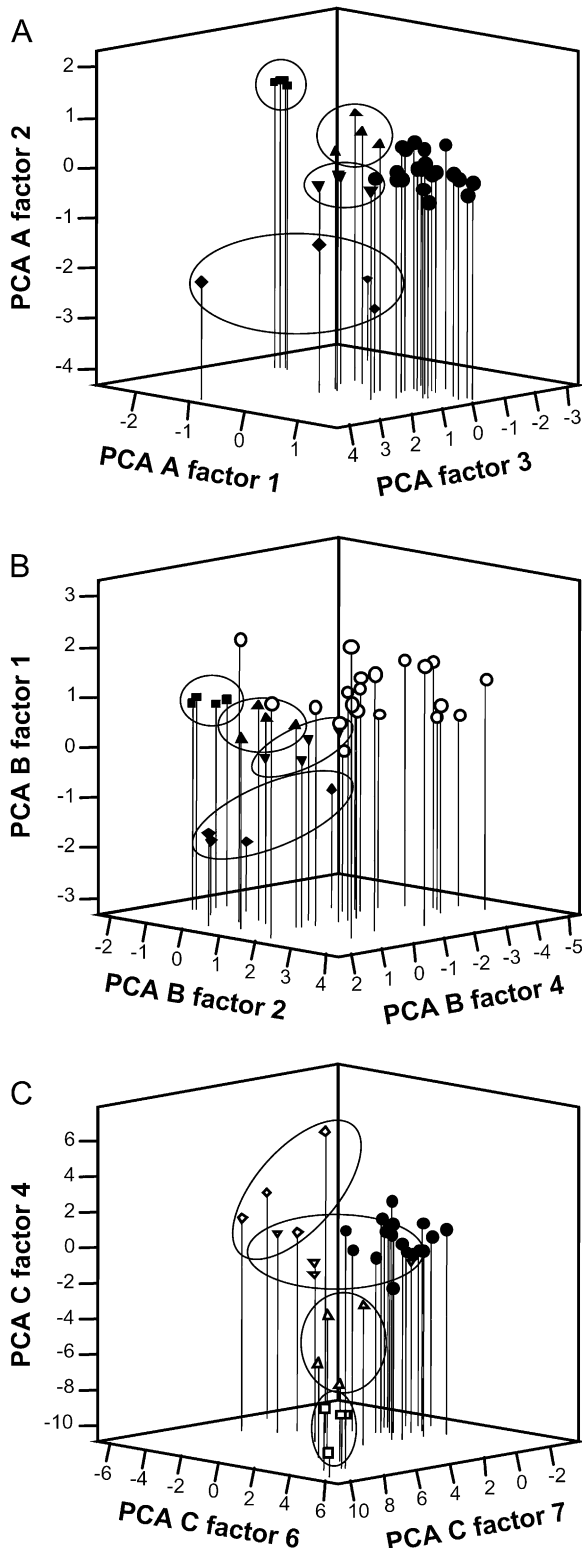 A
PCA A factor 2
2
1
0
-1
-2
-3
-4
-2 -1 0 1
4 3 2 1 0 -1 -2 -3
PCA A factor 1
PCA factor 3
B
PCA B factor 1
3
2
1
0
-1
-2
-3
-2 -1 0 1 2 3 4
2 1 0 -1 -2 -3 -4 -5
PCA B factor 2
PCA B factor 4
C
PCA C factor 4
6
4
2
0
-2
-4
-6
-8
-10
-6 -4 -2 0 2 4 6
10 8 6 4 2 0 -2
PCA C factor 6
PCA C factor 7